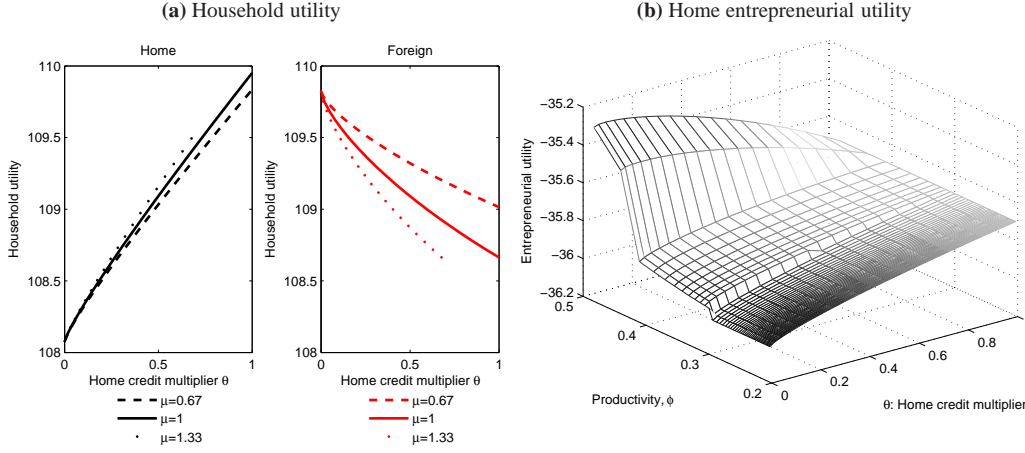 (a) Household utility
Home
Household utility
110
109.5
109
108.5
108
0
0.5
1
Home credit multiplier θ
μ=0.67
μ=1
μ=1.33
Foreign
Household utility
110
109.5
109
108.5
108
0
0.5
1
Home credit multiplier θ
μ=0.67
μ=1
μ=1.33
(b) Home entrepreneurial utility
Entrepreneurial utility
−35.2
−35.4
−35.6
−35.8
−36
−36.2
0.5
0.4
0.3
0.2
Productivity, ϕ
0
0.2
0.4
0.6
0.8
θ: Home credit multiplier